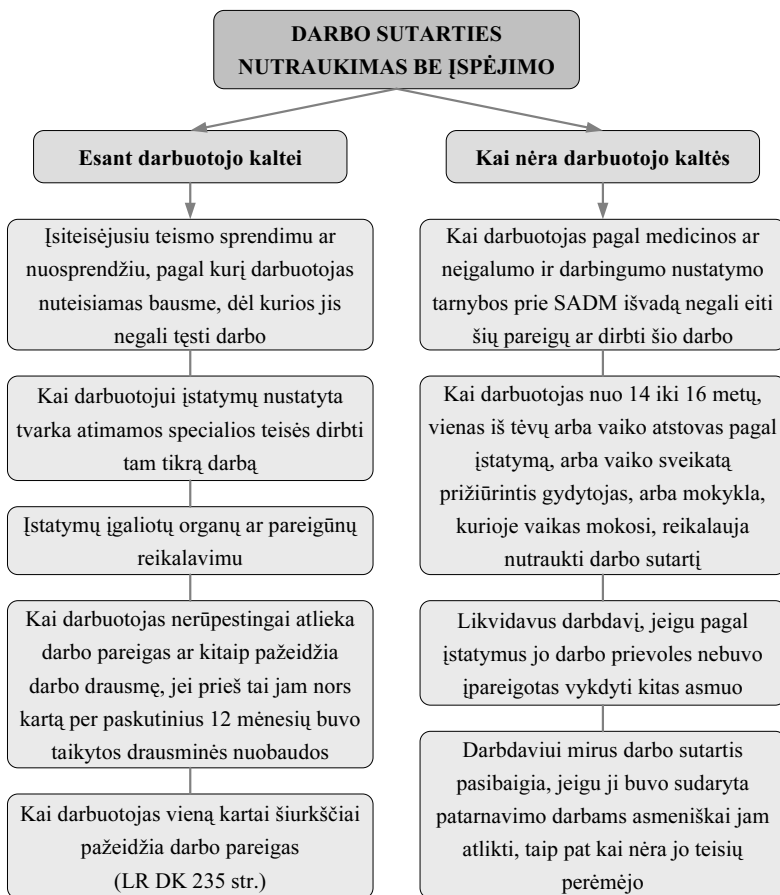 DARBO SUTARTIES
NUTRAUKIMAS BE ĮSPĖJIMO
Esant darbuotojo kaltei
Įsiteisėjusiu teismo sprendimu ar
nuosprendžiu, pagal kurį darbuotojas
nuteisiamas bausme, dėl kurios jis
negali tęsti darbo
Kai darbuotojui įstatymų nustatyta
tvarka atimamos specialios teisės dirbti
tam tikrą darbą
Įstatymų įgaliotų organų ar pareigūnų
reikalavimu
Kai darbuotojas nerūpestingai atlieka
darbo pareigas ar kitaip pažeidžia
darbo drausmę, jei prieš tai jam nors
kartą per paskutinius 12 mėnesių buvo
taikytos drausminės nuobaudos
Kai darbuotojas vieną kartai šiurkščiai
pažeidžia darbo pareigas
(LR DK 235 str.)
Kai nėra darbuotojo kaltės
Kai darbuotojas pagal medicinos ar
neįgalumo ir darbingumo nustatymo
tarnybos prie SADM išvadą negali eiti
šių pareigų ar dirbti šio darbo
Kai darbuotojas nuo 14 iki 16 metų,
vienas iš tėvų arba vaiko atstovas pagal
įstatymą, arba vaiko sveikatą
prižiūrintis gydytojas, arba mokykla,
kurioje vaikas mokosi, reikalauja
nutraukti darbo sutartį
Likvidavus darbdavį, jeigu pagal
įstatymus jo darbo prievoles nebuvo
įpareigotas vykdyti kitas asmuo
Darbdaviui mirus darbo sutartis
pasibaigia, jeigu ji buvo sudaryta
patarnavimo darbams asmeniškai jam
atlikti, taip pat kai nėra jo teisių
perėmėjo